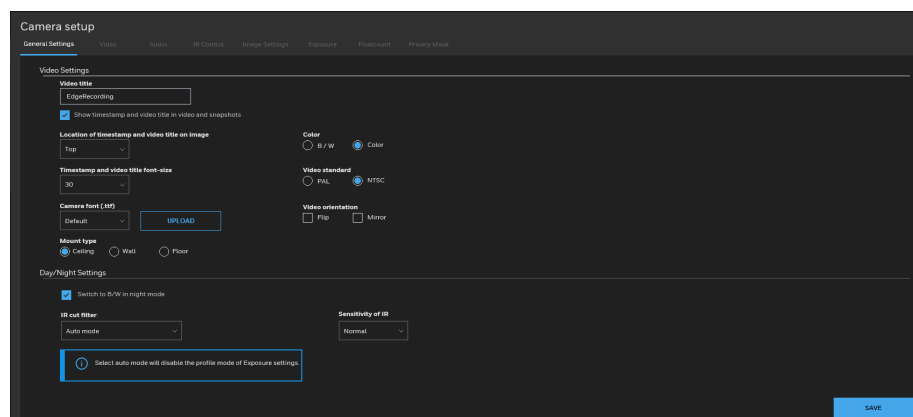 Camera setup
General Settings Video Audio IR Control Image Settings Exposure Pixelcount Privacy Mask
Video Settings
Video title
EdgeRecording
Show timestamp and video title in video and snapshots
Location of timestamp and video title on image
Top
Color
B / W Color
Timestamp and video title font-size
30
Video standard
PAL NTSC
Camera font (.ttf)
Default UPLOAD
Video orientation
Flip Mirror
Mount type
Ceiling Wall Floor
Day/Night Settings
Switch to B/W in night mode
IR cut filter
Auto mode
Sensitivity of IR
Normal
Select auto mode will disable the profile mode of Exposure settings.
SAVE